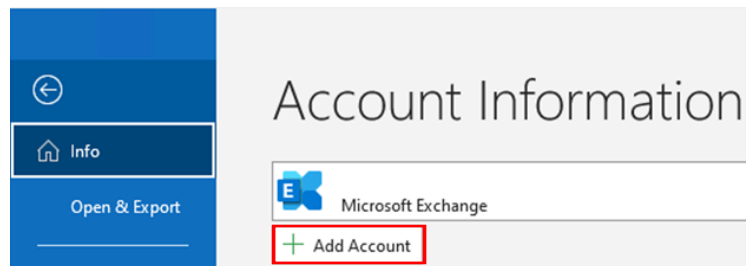 Account Information
Info
Open & Export
E
Microsoft Exchange
Add Account